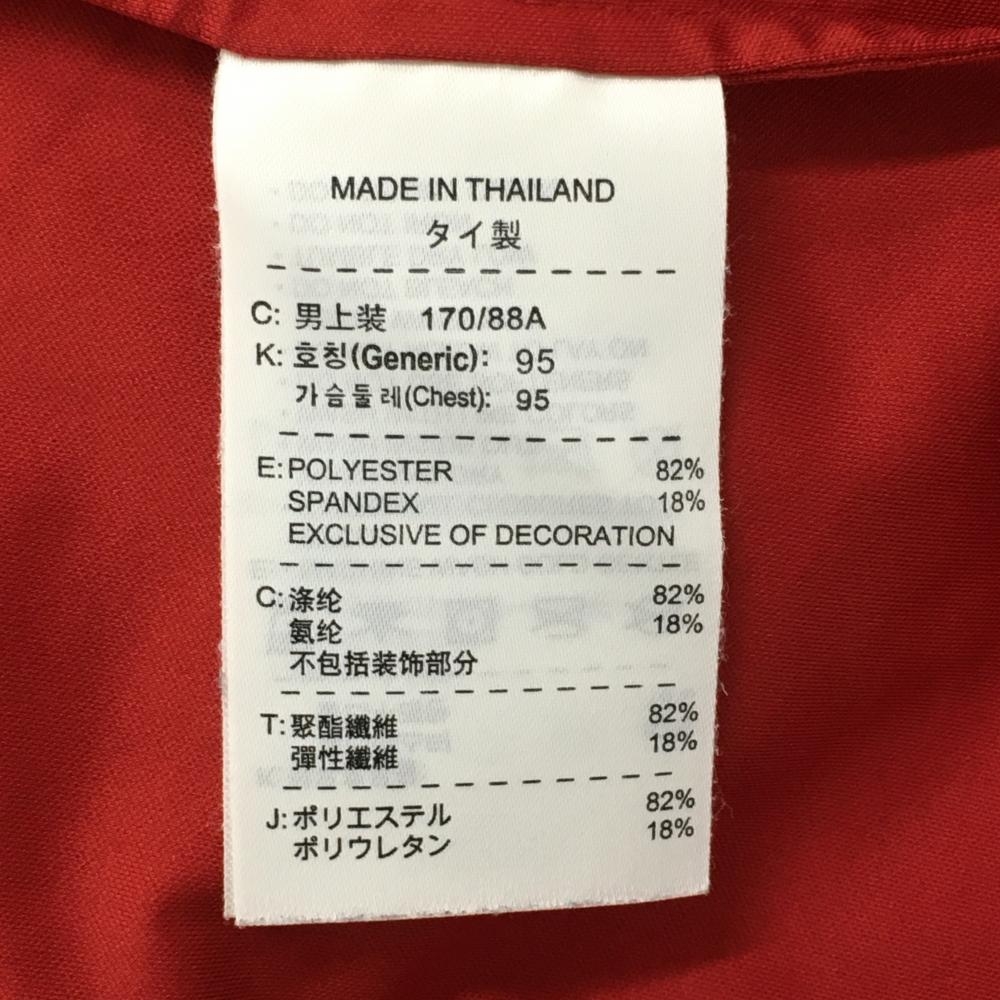 MADE IN THAILAND
タイ製
C: 男上装 170/88A
K: 호칭(Generic): 95
가슴둘레(Chest): 95
E: POLYESTER 82%
SPANDEX 18%
EXCLUSIVE OF DECORATION
C: 涤纶 82%
氨纶 18%
不包括装饰部分
T: 聚酯纖維 82%
彈性纖維 18%
J: ポリエステル 82%
ポリウレタン 18%